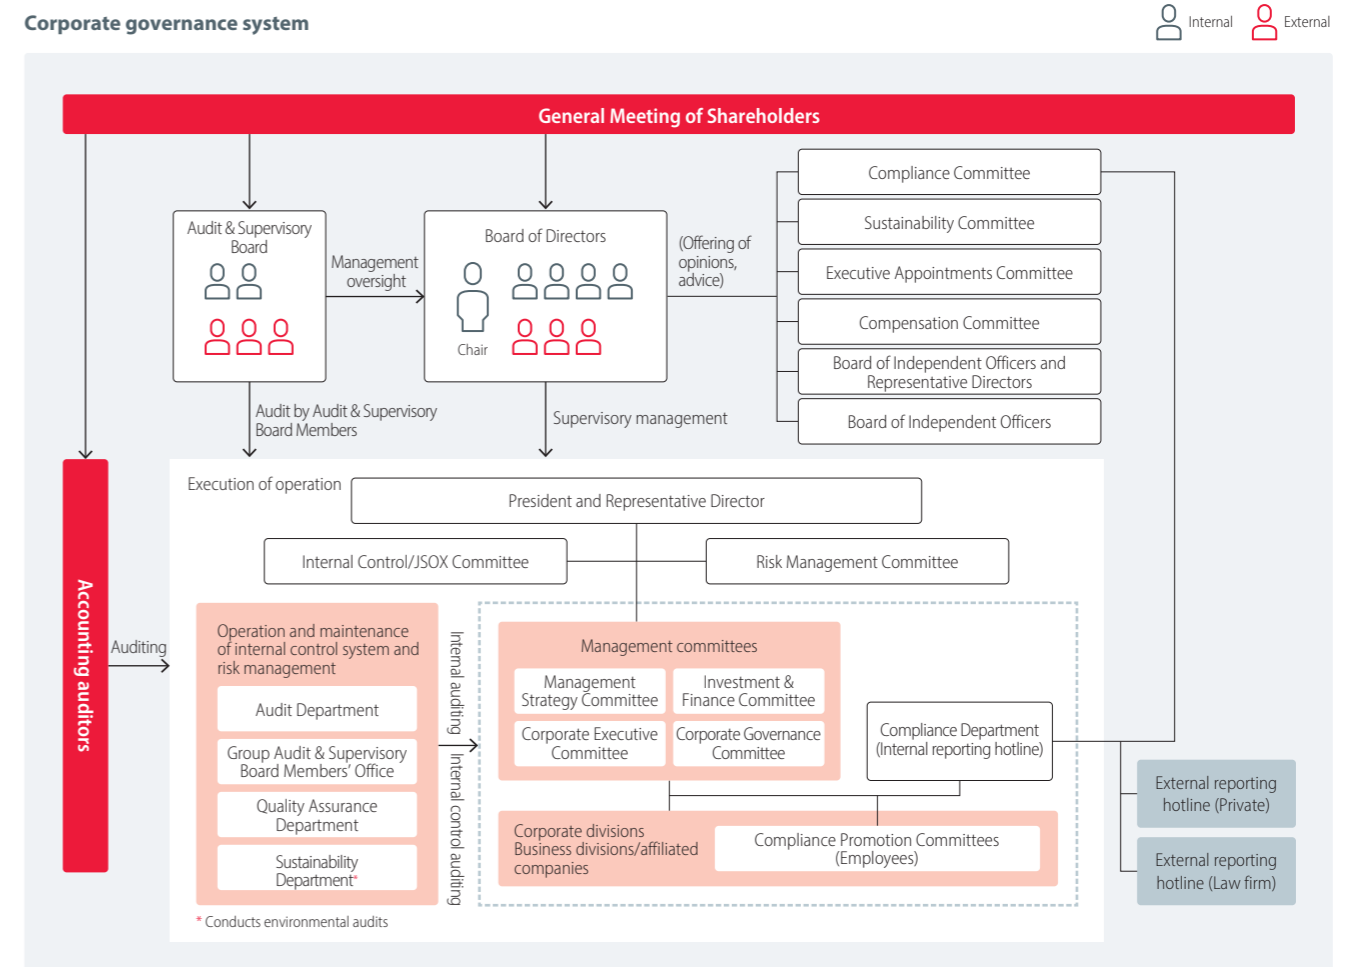 Corporate governance system
Internal
External
General Meeting of Shareholders
Compliance Committee
Sustainability Committee
Executive Appointments Committee
Compensation Committee
Board of Independent Officers and
Representative Directors
Board of Independent Officers
Audit & Supervisory
Board
Management
oversight
Board of Directors
Chair
(Offering of
opinions,
advice)
Audit by Audit & Supervisory
Board Members
Supervisory management
Accounting auditors
Auditing
Execution of operation
President and Representative Director
Internal Control/JSOX Committee
Risk Management Committee
Operation and maintenance
of internal control system and
risk management
Audit Department
Group Audit & Supervisory
Board Members' Office
Quality Assurance
Department
Sustainability
Department*
* Conducts environmental audits
Internal auditing
Internal control auditing
Management committees
Management
Strategy Committee
Investment &
Finance Committee
Corporate Executive
Committee
Corporate Governance
Committee
Compliance Department
(Internal reporting hotline)
Corporate divisions
Business divisions/affiliated
companies
Compliance Promotion Committees
(Employees)
External reporting
hotline (Private)
External reporting
hotline (Law firm)